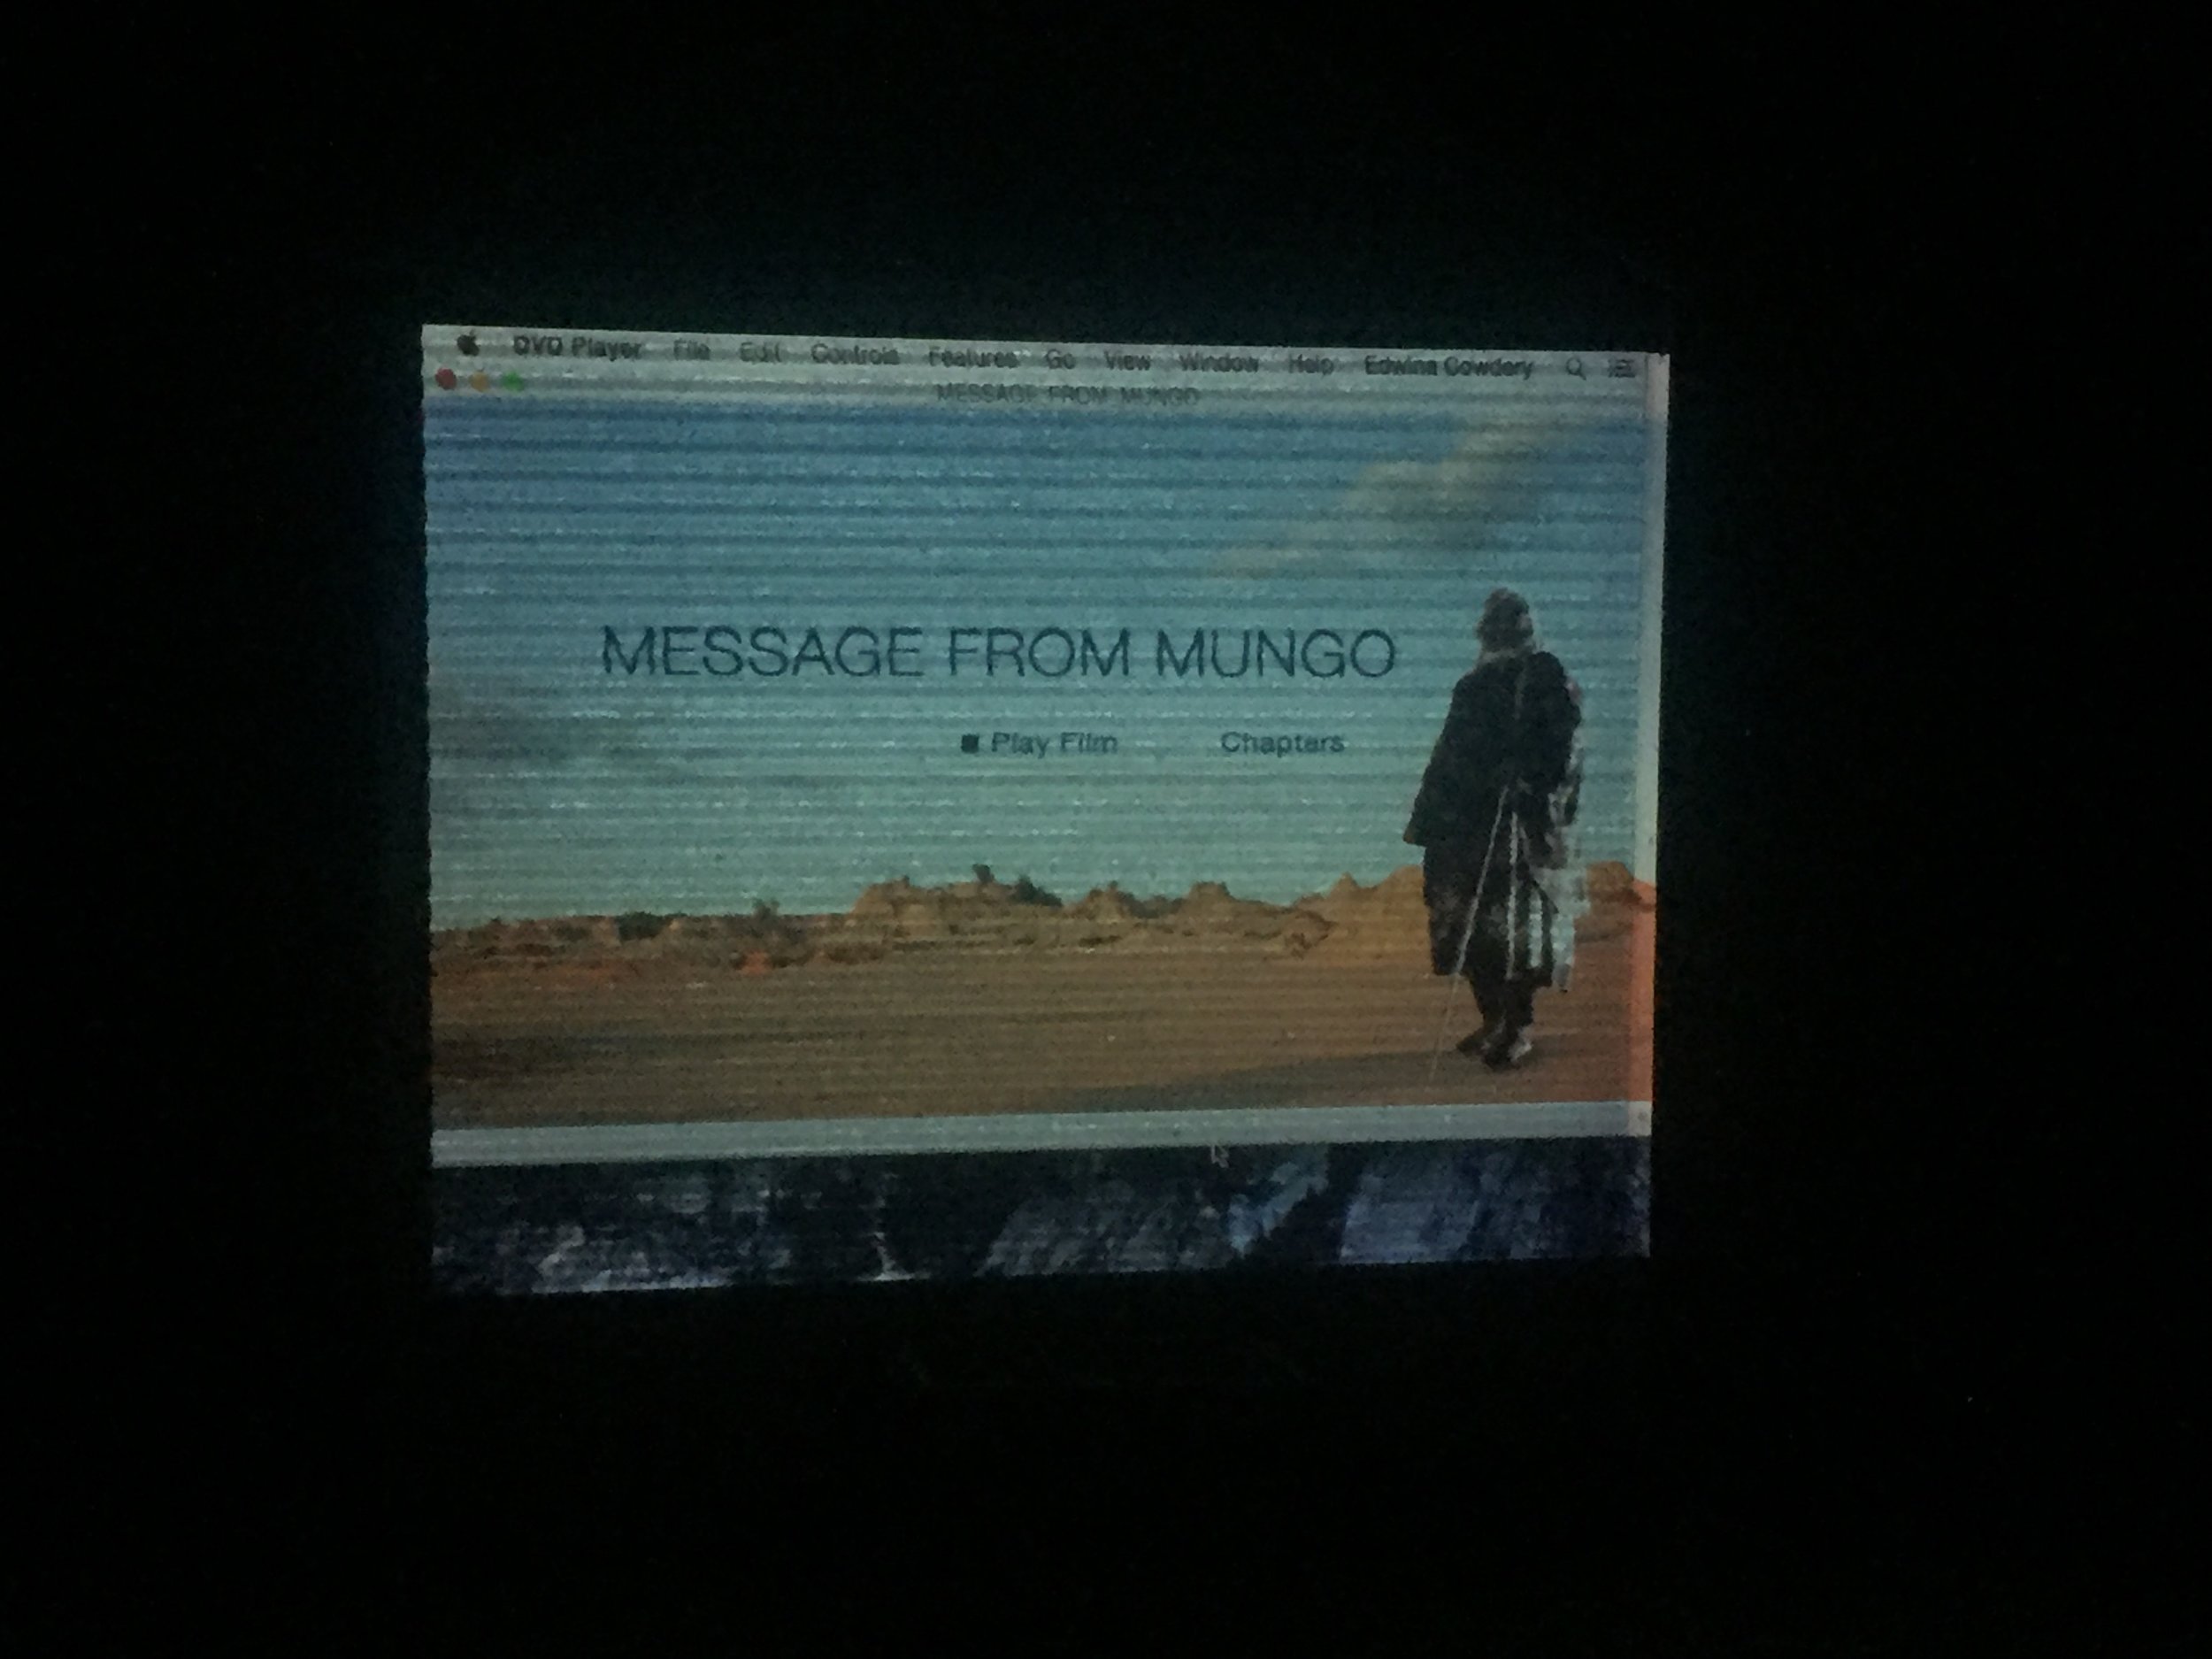 DVD Player File Edit Controls Features Go View Window Help Edwina Cowdery
MESSAGE FROM MUNGO
MESSAGE FROM MUNGO
Play Film Chapters